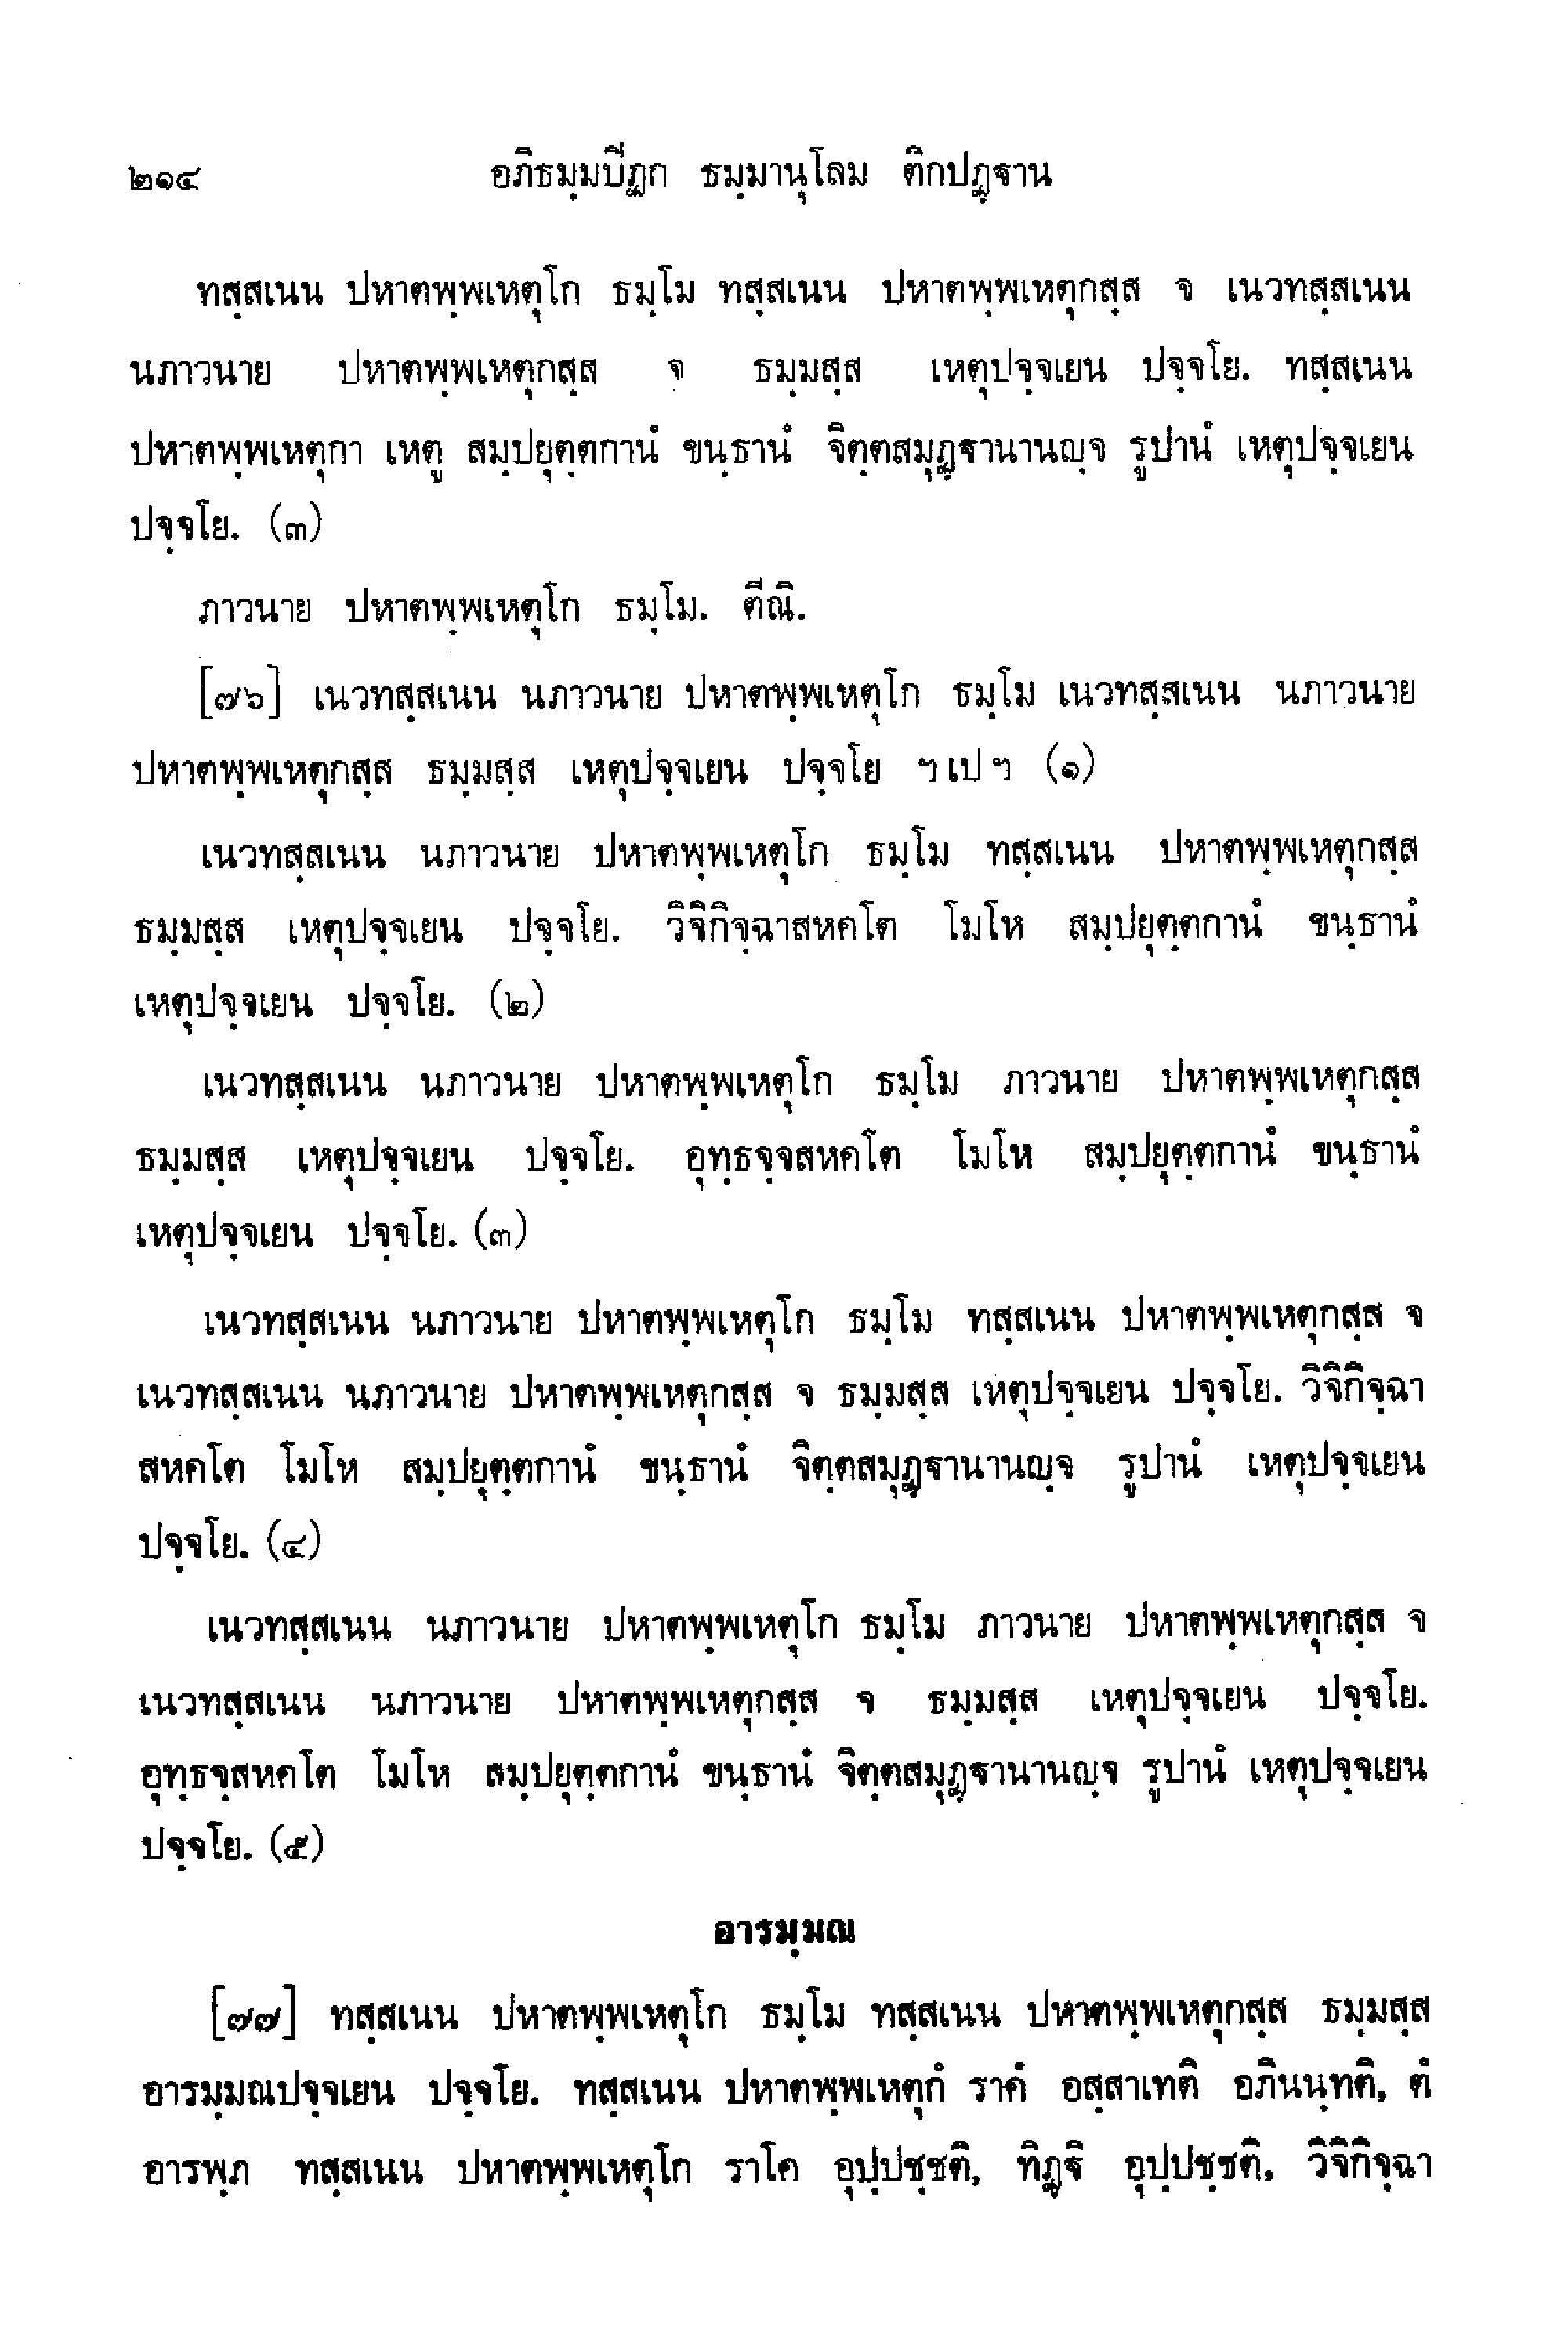 ๒๑๔ อภิธมฺมปีฏก ธมฺมานุโลม ติกปฏฺฐาน
ทสฺสเนน ปหาตพฺพเหตุโก ธมฺโม ทสฺสเนน ปหาตพฺพเหตุกสฺส จ เนวทสฺสเนน
นภาวนาย ปหาตพฺพเหตุกสฺส จ ธมฺมสฺส เหตุปจฺจเยน ปจฺจโย. ทสฺสเนน
ปหาตพฺพเหตุกา เหตู สมฺปยุตฺตกานํ ขนฺธานํ จิตฺตสมุฏฺฐานานญฺจ รูปานํ เหตุปจฺจเยน
ปจฺจโย. (๓)
ภาวนาย ปหาตพฺพเหตุโก ธมฺโม. ตีณิ.
[๗๖] เนวทสฺสเนน นภาวนาย ปหาตพฺพเหตุโก ธมฺโม เนวทสฺสเนน นภาวนาย
ปหาตพฺพเหตุกสฺส ธมฺมสฺส เหตุปจฺจเยน ปจฺจโย ฯ เป ฯ (๑)
เนวทสฺสเนน นภาวนาย ปหาตพฺพเหตุโก ธมฺโม ทสฺสเนน ปหาตพฺพเหตุกสฺส
ธมฺมสฺส เหตุปจฺจเยน ปจฺจโย. วิจิกิจฺฉาสหคโต โมโห สมฺปยุตฺตกานํ ขนฺธานํ
เหตุปจฺจเยน ปจฺจโย. (๒)
เนวทสฺสเนน นภาวนาย ปหาตพฺพเหตุโก ธมฺโม ภาวนาย ปหาตพฺพเหตุกสฺส
ธมฺมสฺส เหตุปจฺจเยน ปจฺจโย. อุทฺธจฺจสหคโต โมโห สมฺปยุตฺตกานํ ขนฺธานํ
เหตุปจฺจเยน ปจฺจโย. (๓)
เนวทสฺสเนน นภาวนาย ปหาตพฺพเหตุโก ธมฺโม ทสฺสเนน ปหาตพฺพเหตุกสฺส จ
เนวทสฺสเนน นภาวนาย ปหาตพฺพเหตุกสฺส จ ธมฺมสฺส เหตุปจฺจเยน ปจฺจโย. วิจิกิจฺฉา
สหคโต โมโห สมฺปยุตฺตกานํ ขนฺธานํ จิตฺตสมุฏฺฐานานญฺจ รูปานํ เหตุปจฺจเยน
ปจฺจโย. (๔)
เนวทสฺสเนน นภาวนาย ปหาตพฺพเหตุโก ธมฺโม ภาวนาย ปหาตพฺพเหตุกสฺส จ
เนวทสฺสเนน นภาวนาย ปหาตพฺพเหตุกสฺส จ ธมฺมสฺส เหตุปจฺจเยน ปจฺจโย.
อุทฺธจฺสหคโต โมโห สมฺปยุตฺตกานํ ขนฺธานํ จิตฺตสมุฏฺฐานานญฺจ รูปานํ เหตุปจฺจเยน
ปจฺจโย. (๕)
อารมฺมณ
[๗๗] ทสฺสเนน ปหาตพฺพเหตุโก ธมฺโม ทสฺสเนน ปหาตพฺพเหตุกสฺส ธมฺมสฺส
อารมฺมณปจฺจเยน ปจฺจโย. ทสฺสเนน ปหาตพฺพเหตุกํ ราคํ อสฺสาเทติ อภินนฺทติ, ตํ
อารพฺภ ทสฺสเนน ปหาตพฺพเหตุโก ราโค อุปฺปชฺชติ, ทิฏฺฐิ อุปฺปชฺชติ, วิจิกิจฺฉา